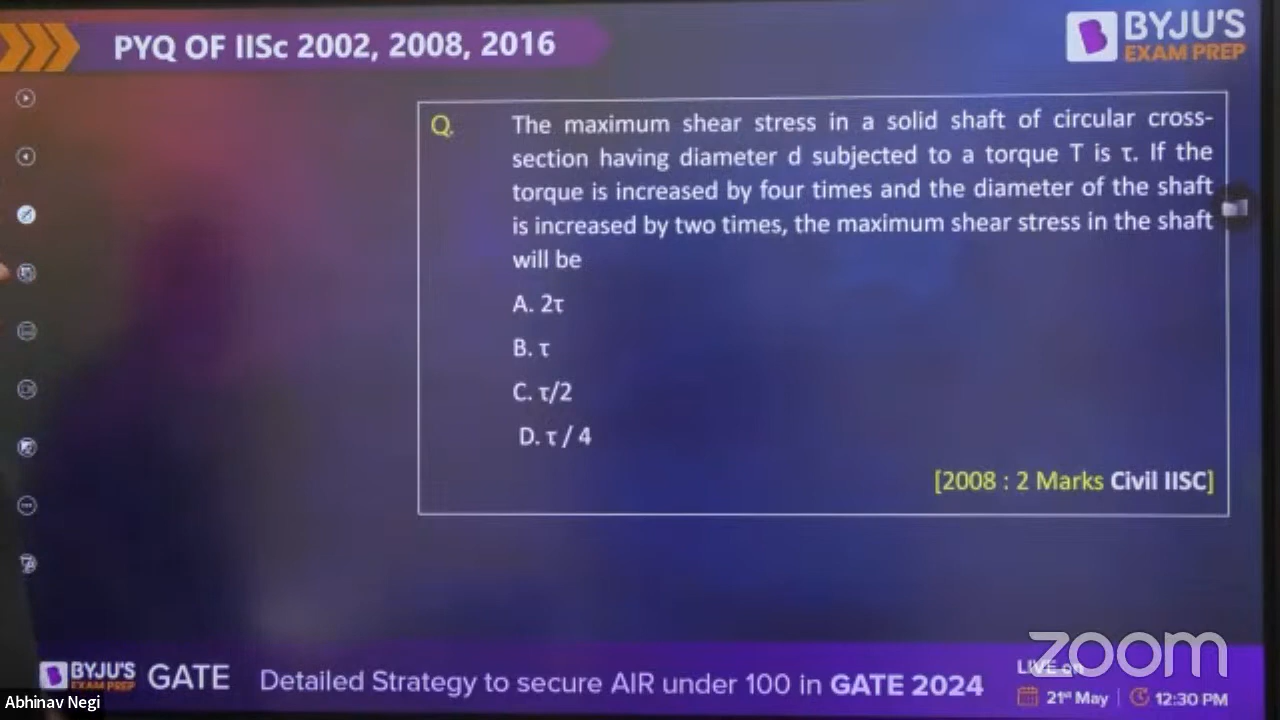 PYQ OF IISc 2002, 2008, 2016
BYJU'S
EXAM PREP
Q. The maximum shear stress in a solid shaft of circular cross-
section having diameter d subjected to a torque T is τ. If the
torque is increased by four times and the diameter of the shaft
is increased by two times, the maximum shear stress in the shaft
will be
A. 2τ
B. τ
C. τ/2
D. τ / 4
[2008 : 2 Marks Civil IISC]
zoom
BYJU'S
EXAM PREP
GATE
Detailed Strategy to secure AIR under 100 in GATE 2024
LIVE on
21st May | 12:30 PM
Abhinav Negi